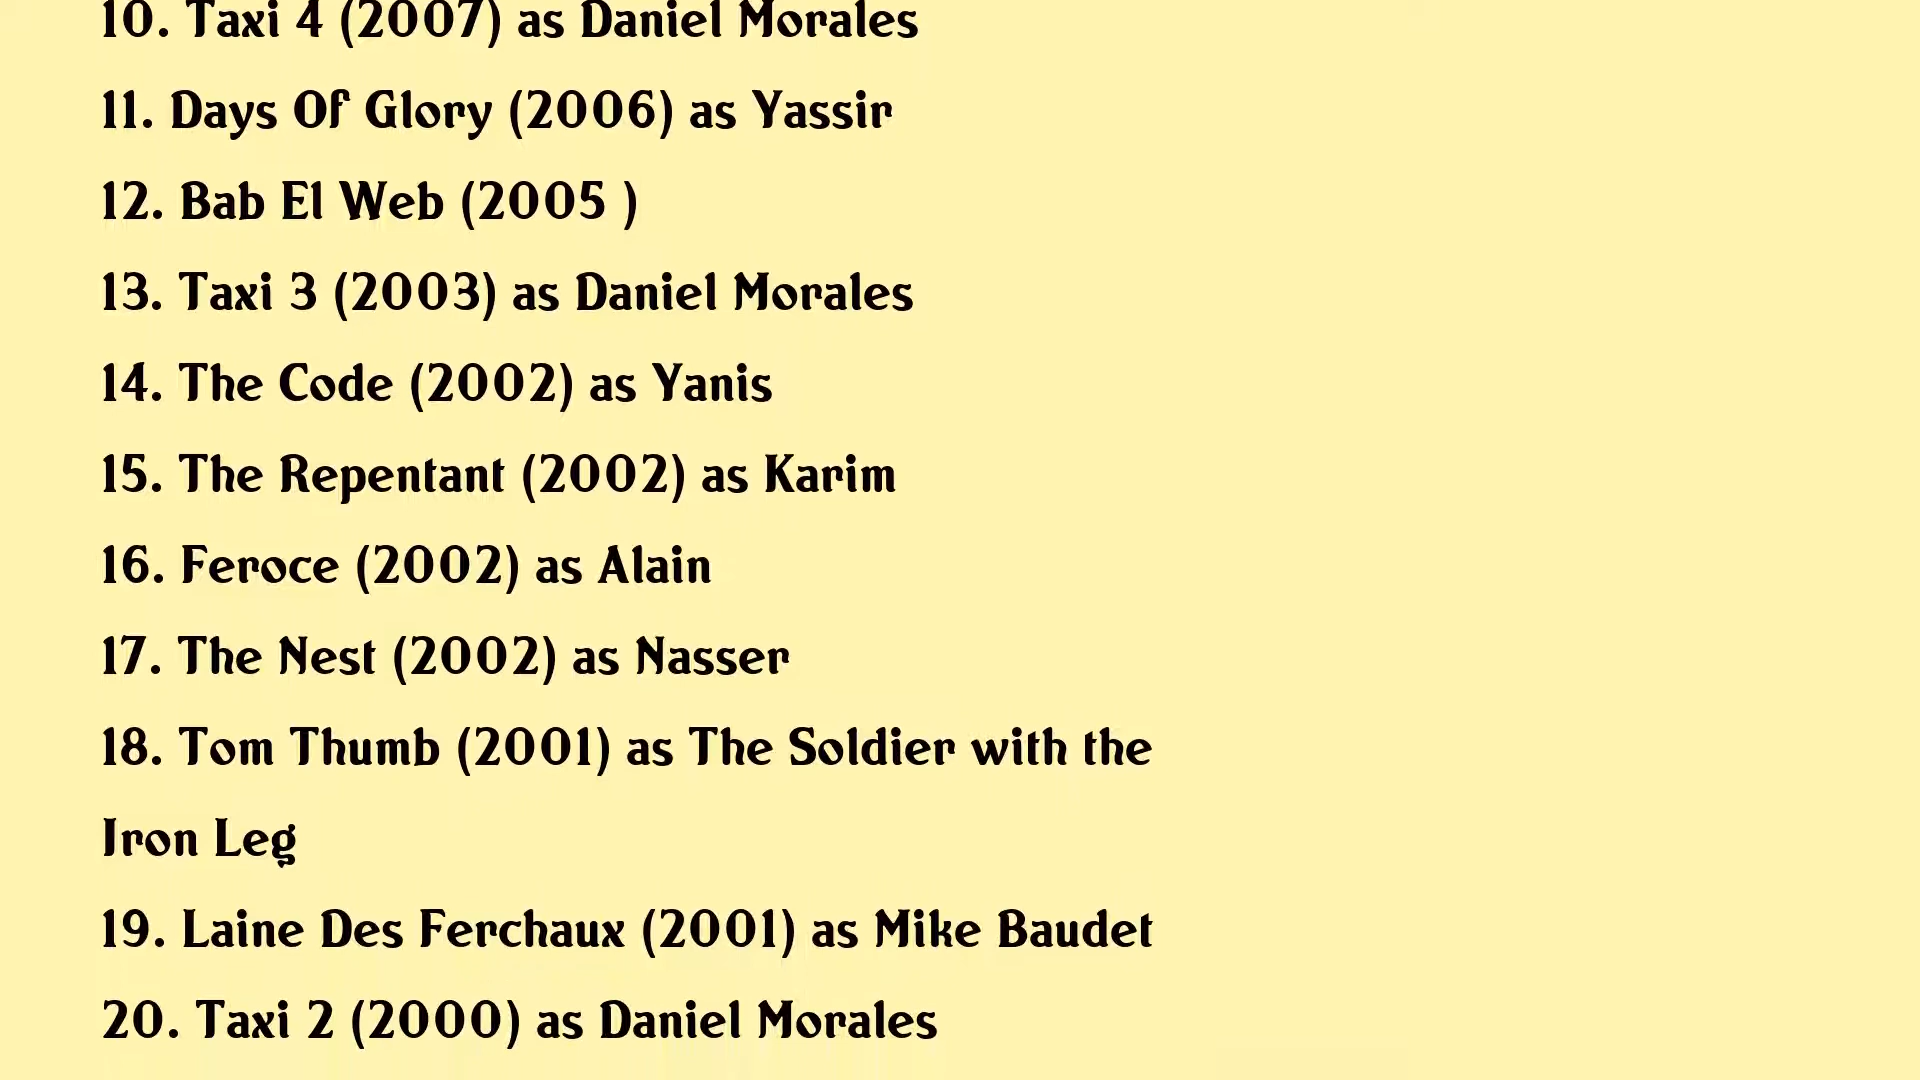 10. Taxi 4 (2007) as Daniel Morales
11. Days Of Glory (2006) as Yassir
12. Bab El Web (2005 )
13. Taxi 3 (2003) as Daniel Morales
14. The Code (2002) as Yanis
15. The Repentant (2002) as Karim
16. Feroce (2002) as Alain
17. The Nest (2002) as Nasser
18. Tom Thumb (2001) as The Soldier with the
Iron Leg
19. Laine Des Ferchaux (2001) as Mike Baudet
20. Taxi 2 (2000) as Daniel Morales